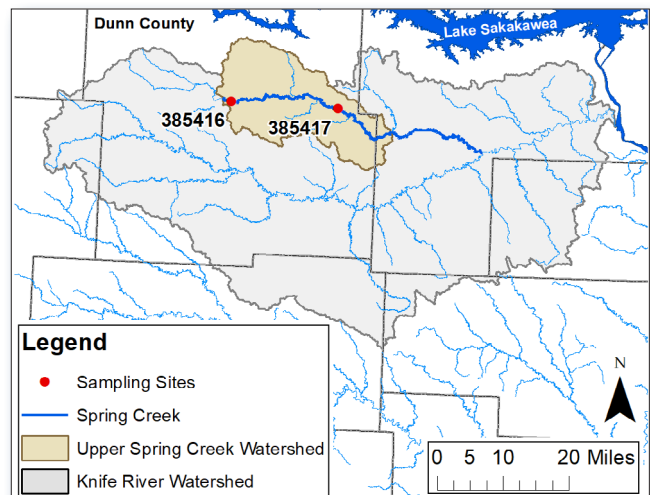 Dunn County
Lake Sakakawea
385416
385417
Legend
Sampling Sites
Spring Creek
Upper Spring Creek Watershed
Knife River Watershed
N
0 5 10 20 Miles